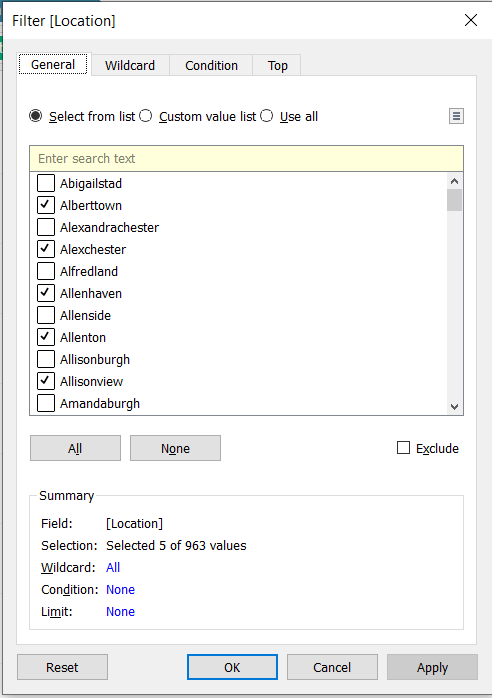 Filter [Location]
General Wildcard Condition Top
Select from list Custom value list Use all
Enter search text
Abigailstad
Alberttown
Alexandrachester
Alexchester
Alfredland
Allenhaven
Allenside
Allenton
Allisonburgh
Allisonview
Amandaburgh
All None Exclude
Summary
Field: [Location]
Selection: Selected 5 of 963 values
Wildcard: All
Condition: None
Limit: None
Reset OK Cancel Apply